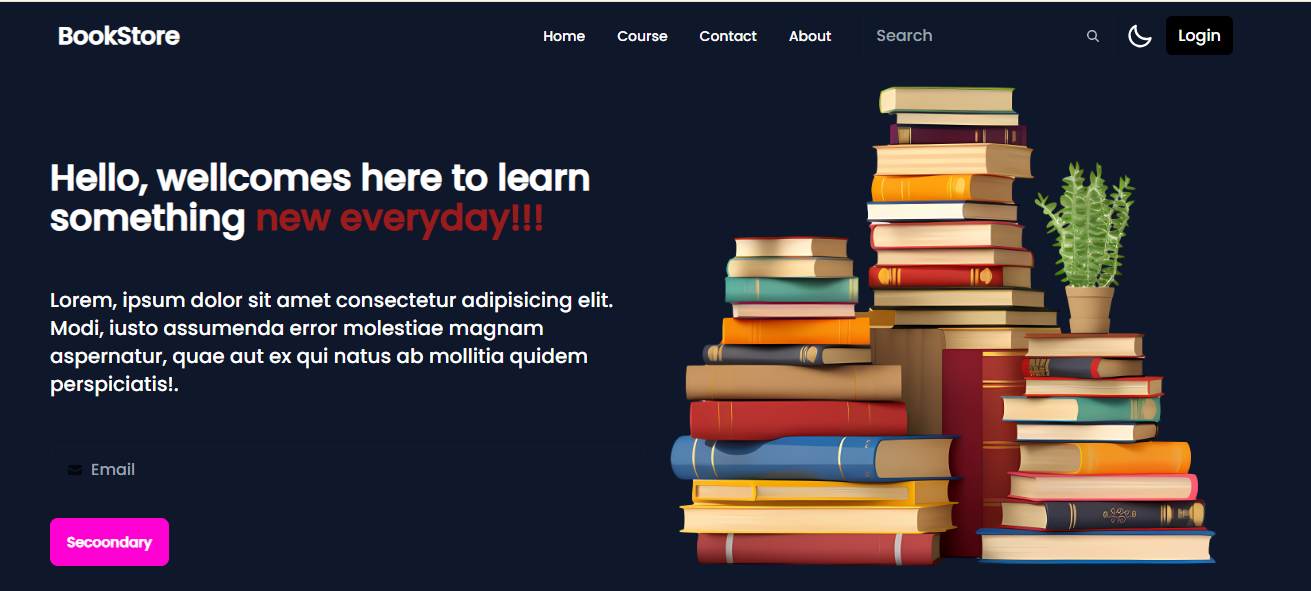 BookStore
Home Course Contact About Search Login
Hello, wellcomes here to learn
something new everyday!!!
Lorem, ipsum dolor sit amet consectetur adipisicing elit.
Modi, iusto assumenda error molestiae magnam
aspernatur, quae aut ex qui natus ab mollitia quidem
perspiciatis!.
Email
Secoondary